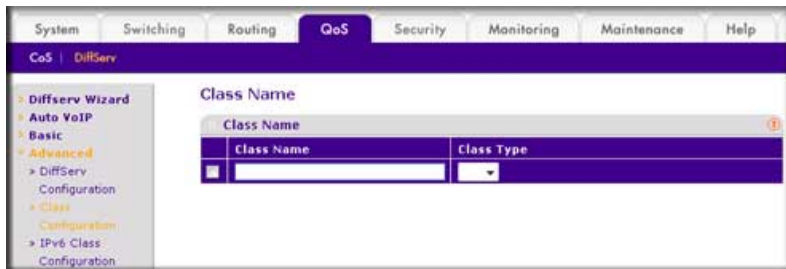 System Switching Routing QoS Security Monitoring Maintenance Help
CoS | DiffServ
Diffserv Wizard
Auto VoIP
Basic
Advanced
DiffServ
Configuration
Class
Configuration
IPv6 Class
Configuration
Class Name
Class Name
Class Name Class Type